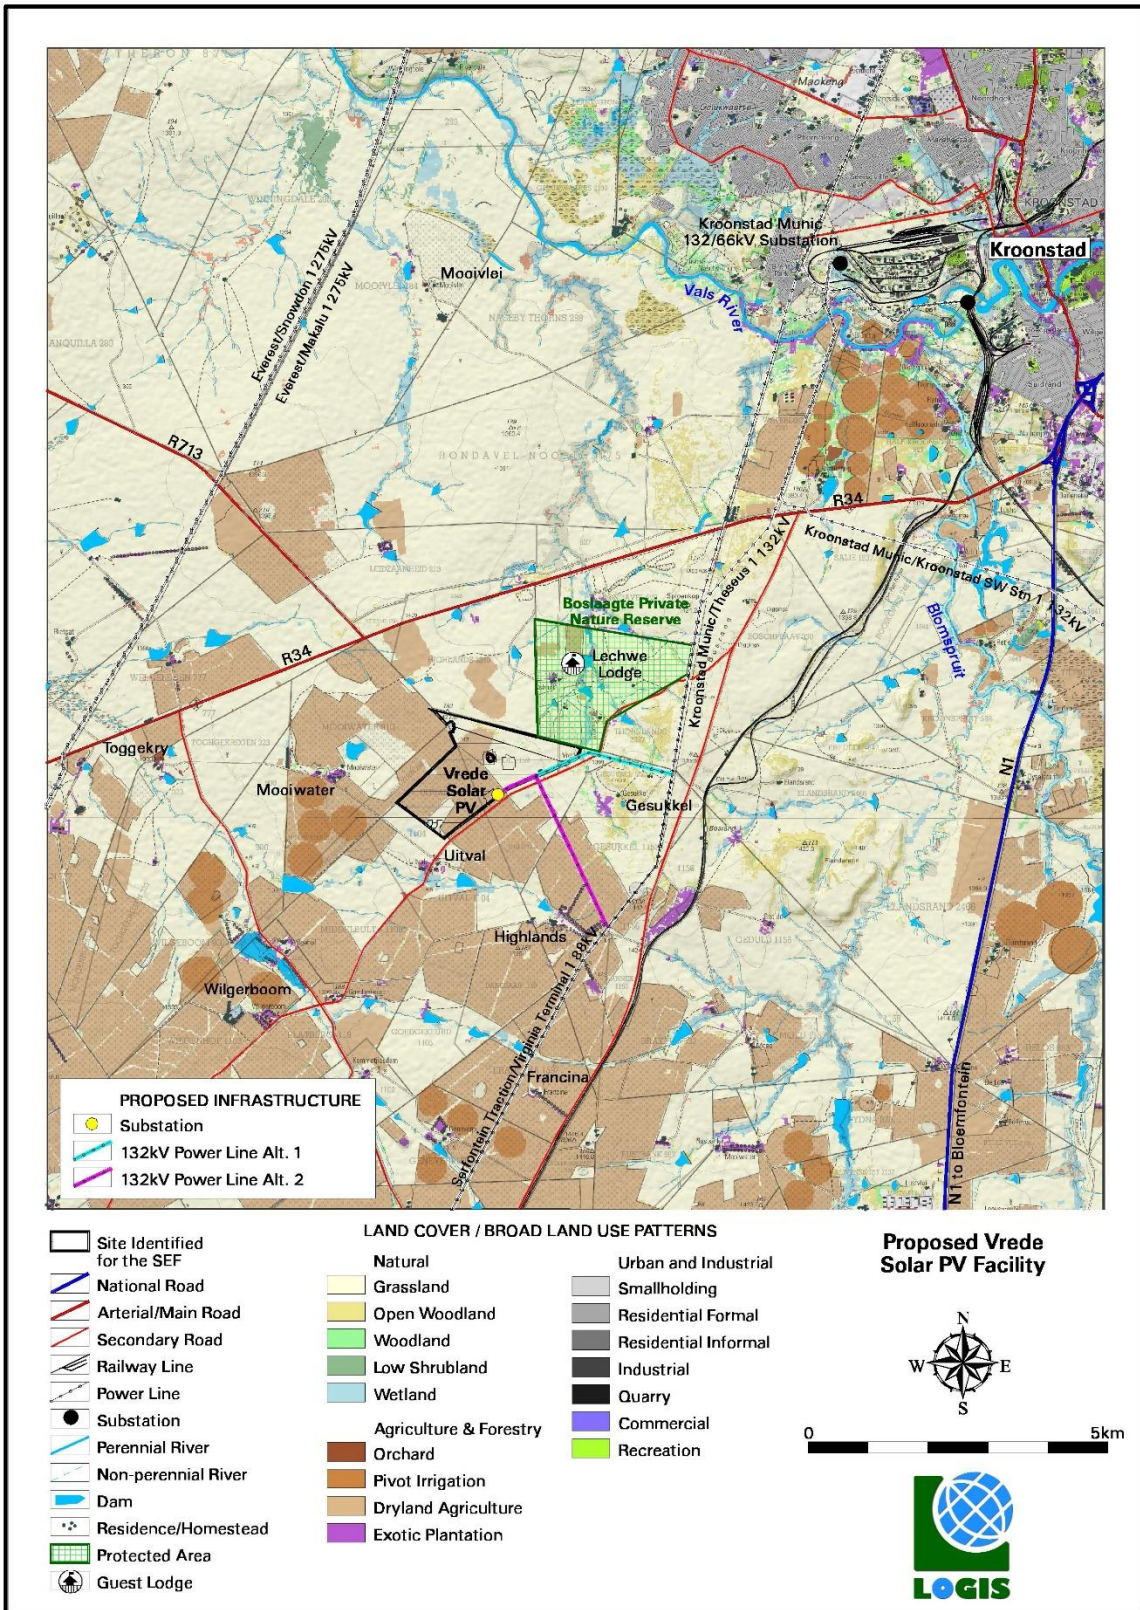 Kroonstad Munic
132/66kV Substation
KROONSTAD
Kroonstad
Mooivlei
Vals River
Everest/Snowdon 1 275kV
Everest/Makalu 1 275kV
R713
R34
Kroonstad Munic/Kroonstad SW Stn 1 132kV
Kroonstad Munic/Theseus 1 132kV
Blomspruit
Boslaagte Private
Nature Reserve
Lechwe
Lodge
R34
Toggekry
Mooiwater
Vrede
Solar
PV
Gesukkel
N1
Uitval
Highlands
Wilgerboom
Serfontein Traction/Virginia Terminal 1 88kV
Francina
N1 to Bloemfontein
PROPOSED INFRASTRUCTURE
Substation
132kV Power Line Alt. 1
132kV Power Line Alt. 2
Site Identified
for the SEF
National Road
Arterial/Main Road
Secondary Road
Railway Line
Power Line
Substation
Perennial River
Non-perennial River
Dam
Residence/Homestead
Protected Area
Guest Lodge
LAND COVER / BROAD LAND USE PATTERNS
Natural
Grassland
Open Woodland
Woodland
Low Shrubland
Wetland
Agriculture & Forestry
Orchard
Pivot Irrigation
Dryland Agriculture
Exotic Plantation
Urban and Industrial
Smallholding
Residential Formal
Residential Informal
Industrial
Quarry
Commercial
Recreation
Proposed Vrede
Solar PV Facility
N
W E
S
0 5km
LOGIS